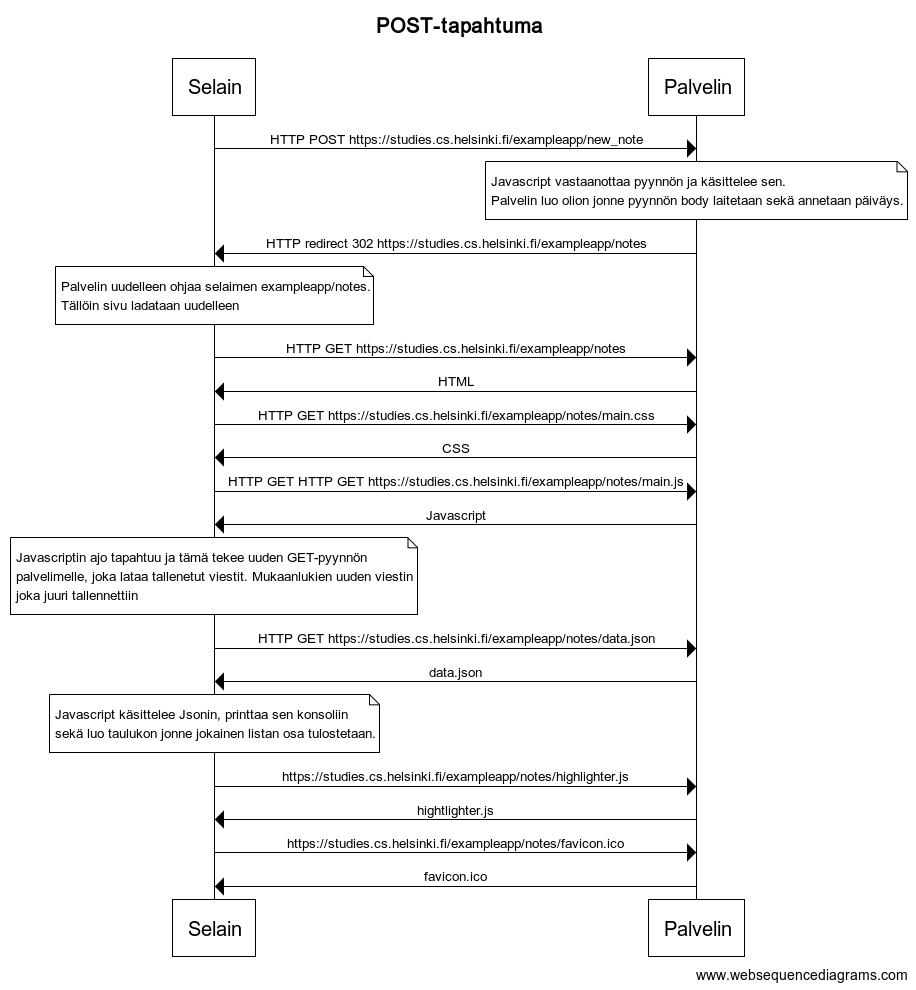 POST-tapahtuma
Selain
Palvelin
HTTP POST https://studies.cs.helsinki.fi/exampleapp/new_note
Javascript vastaanottaa pyynnön ja käsittelee sen.
Palvelin luo olion jonne pyynnön body laitetaan sekä annetaan päiväys.
HTTP redirect 302 https://studies.cs.helsinki.fi/exampleapp/notes
Palvelin uudelleen ohjaa selaimen exampleapp/notes.
Tällöin sivu ladataan uudelleen
HTTP GET https://studies.cs.helsinki.fi/exampleapp/notes
HTML
HTTP GET https://studies.cs.helsinki.fi/exampleapp/notes/main.css
CSS
HTTP GET HTTP GET https://studies.cs.helsinki.fi/exampleapp/notes/main.js
Javascript
Javascriptin ajo tapahtuu ja tämä tekee uuden GET-pyynnön
palvelimelle, joka lataa tallenetut viestit. Mukaanlukien uuden viestin
joka juuri tallennettiin
HTTP GET https://studies.cs.helsinki.fi/exampleapp/notes/data.json
data.json
Javascript käsittelee Jsonin, printtaa sen konsoliin
sekä luo taulukon jonne jokainen listan osa tulostetaan.
https://studies.cs.helsinki.fi/exampleapp/notes/highlighter.js
hightlighter.js
https://studies.cs.helsinki.fi/exampleapp/notes/favicon.ico
favicon.ico
Selain
Palvelin
www.websequencediagrams.com